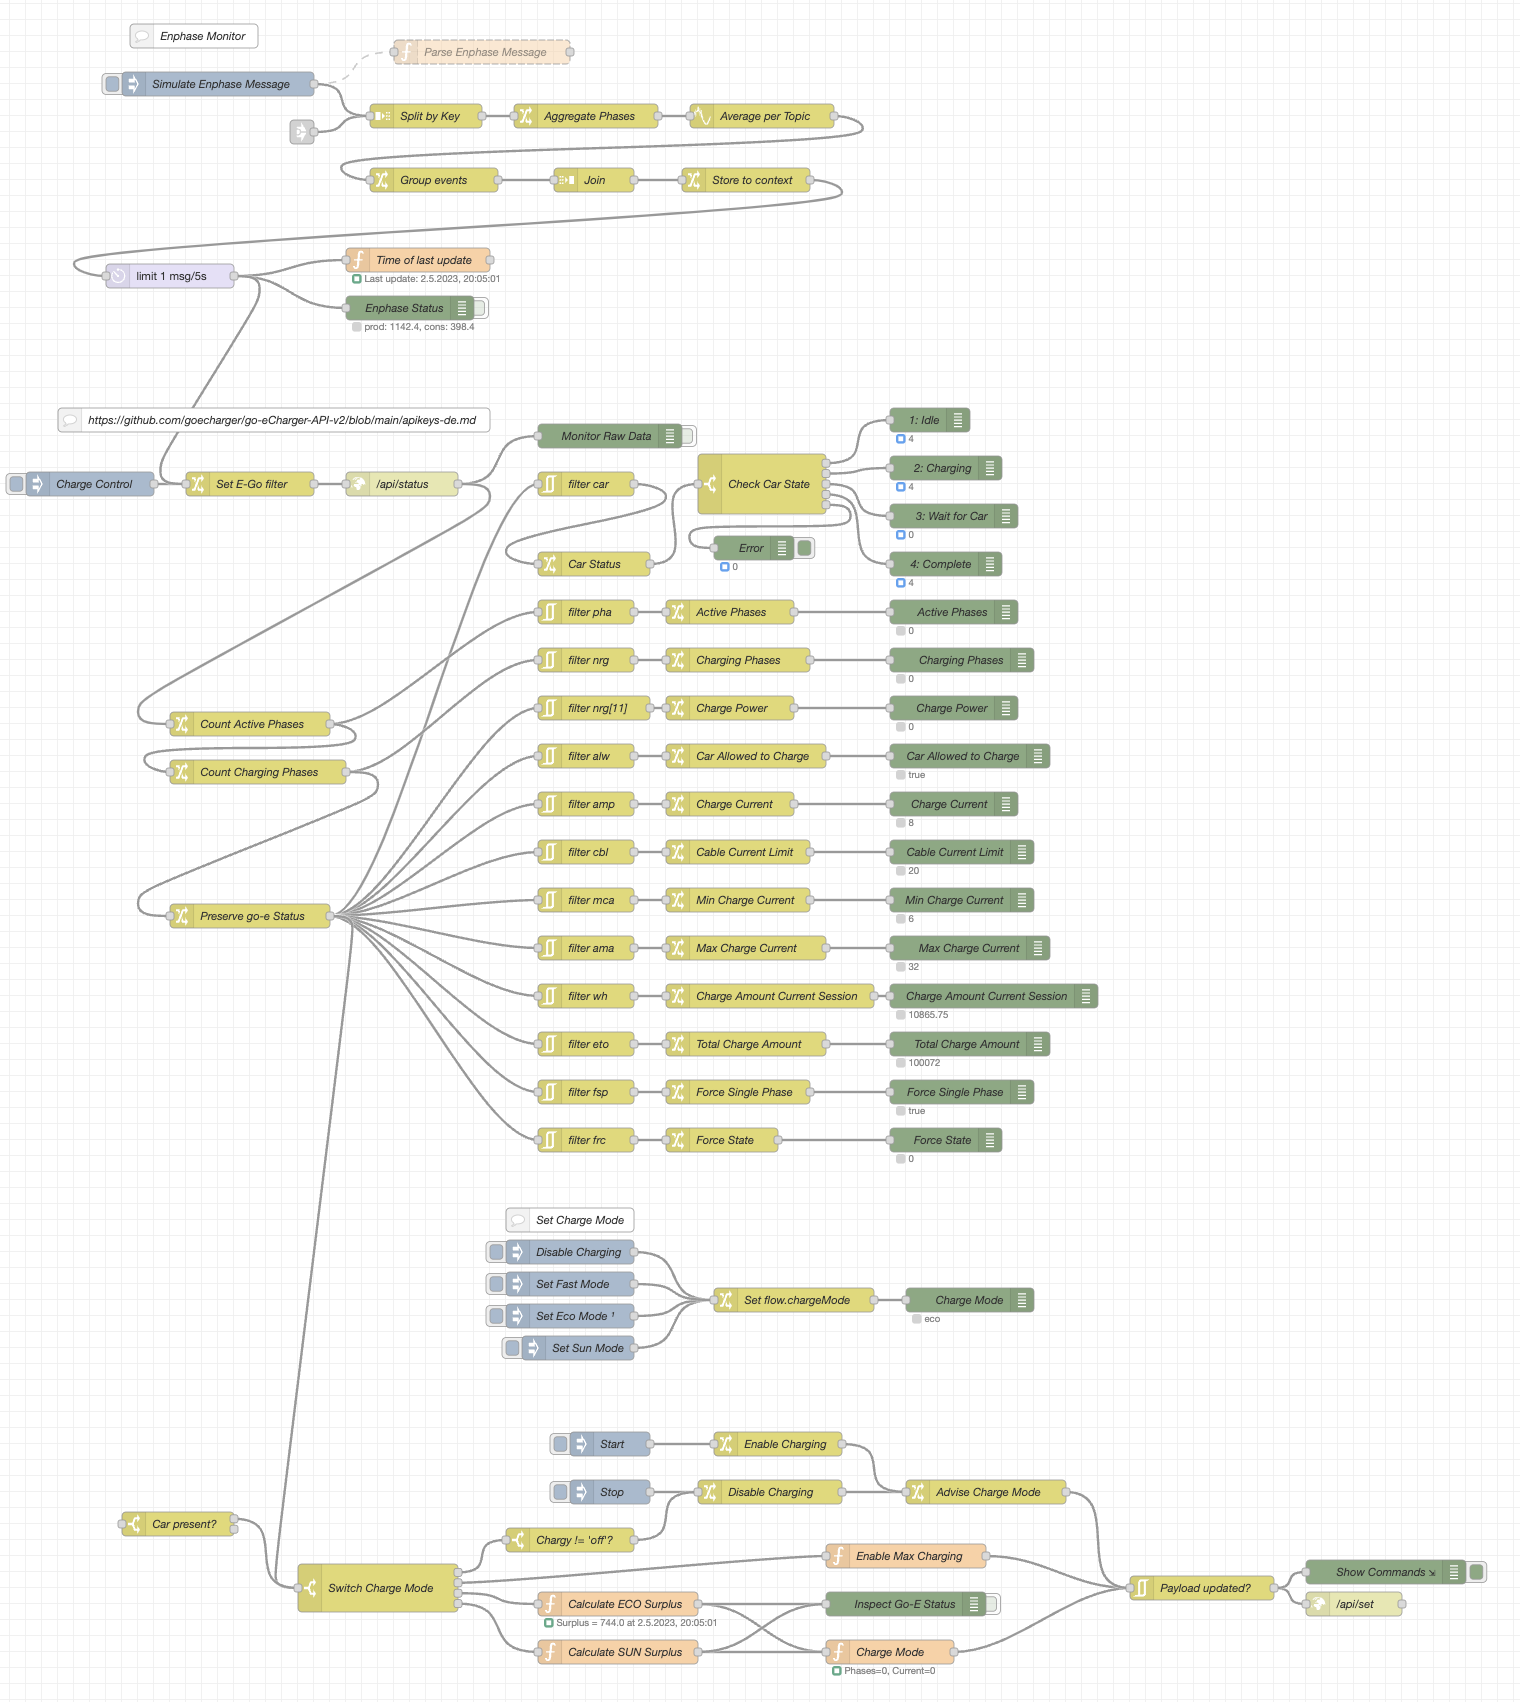 Enphase Monitor
Parse Enphase Message
Simulate Enphase Message
Split by Key
Aggregate Phases
Average per Topic
Group events
Join
Store to context
limit 1 msg/5s
Time of last update
Last update: 2.5.2023, 20:05:01
Enphase Status
prod: 1142.4, cons: 398.4
https://github.com/goecharger/go-eCharger-API-v2/blob/main/apikeys-de.md
Monitor Raw Data
1: Idle
4
Charge Control
Set E-Go filter
/api/status
filter car
Check Car State
2: Charging
4
3: Wait for Car
0
Error
0
Car Status
4: Complete
4
filter pha
Active Phases
Active Phases
0
filter nrg
Charging Phases
Charging Phases
0
filter nrg[11]
Charge Power
Charge Power
0
Count Active Phases
filter alw
Car Allowed to Charge
Car Allowed to Charge
true
Count Charging Phases
filter amp
Charge Current
Charge Current
8
filter cbl
Cable Current Limit
Cable Current Limit
20
filter mca
Min Charge Current
Min Charge Current
6
Preserve go-e Status
filter ama
Max Charge Current
Max Charge Current
32
filter wh
Charge Amount Current Session
Charge Amount Current Session
10865.75
filter eto
Total Charge Amount
Total Charge Amount
100072
filter fsp
Force Single Phase
Force Single Phase
true
filter frc
Force State
Force State
0
Set Charge Mode
Disable Charging
Set Fast Mode
Set Eco Mode ¹
Set Sun Mode
Set flow.chargeMode
Charge Mode
eco
Start
Enable Charging
Stop
Disable Charging
Advise Charge Mode
Car present?
Chargy != 'off'?
Switch Charge Mode
Enable Max Charging
Calculate ECO Surplus
Surplus = 744.0 at 2.5.2023, 20:05:01
Inspect Go-E Status
Calculate SUN Surplus
Charge Mode
Phases=0, Current=0
Payload updated?
Show Commands ⇲
/api/set